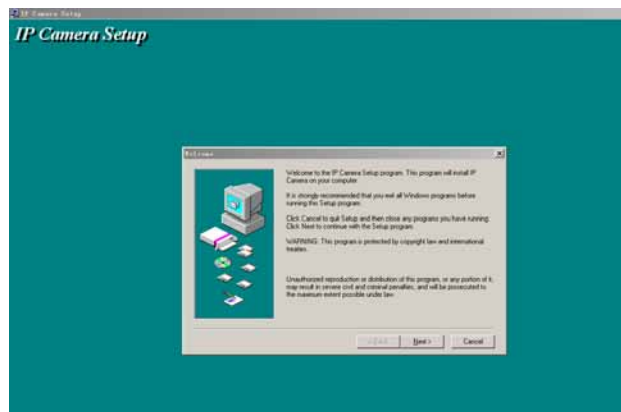 IP Camera Setup
IP Camera Setup
Welcome
Welcome to the IP Camera Setup program. This program will install IP
Camera on your computer.
It is strongly recommended that you exit all Windows programs before
running this Setup program.
Click Cancel to quit Setup and then close any programs you have running.
Click Next to continue with the Setup program.
WARNING: This program is protected by copyright law and international
treaties.
Unauthorized reproduction or distribution of this program, or any portion of it,
may result in severe civil and criminal penalties, and will be prosecuted to
the maximum extent possible under law.
< Back
Next >
Cancel